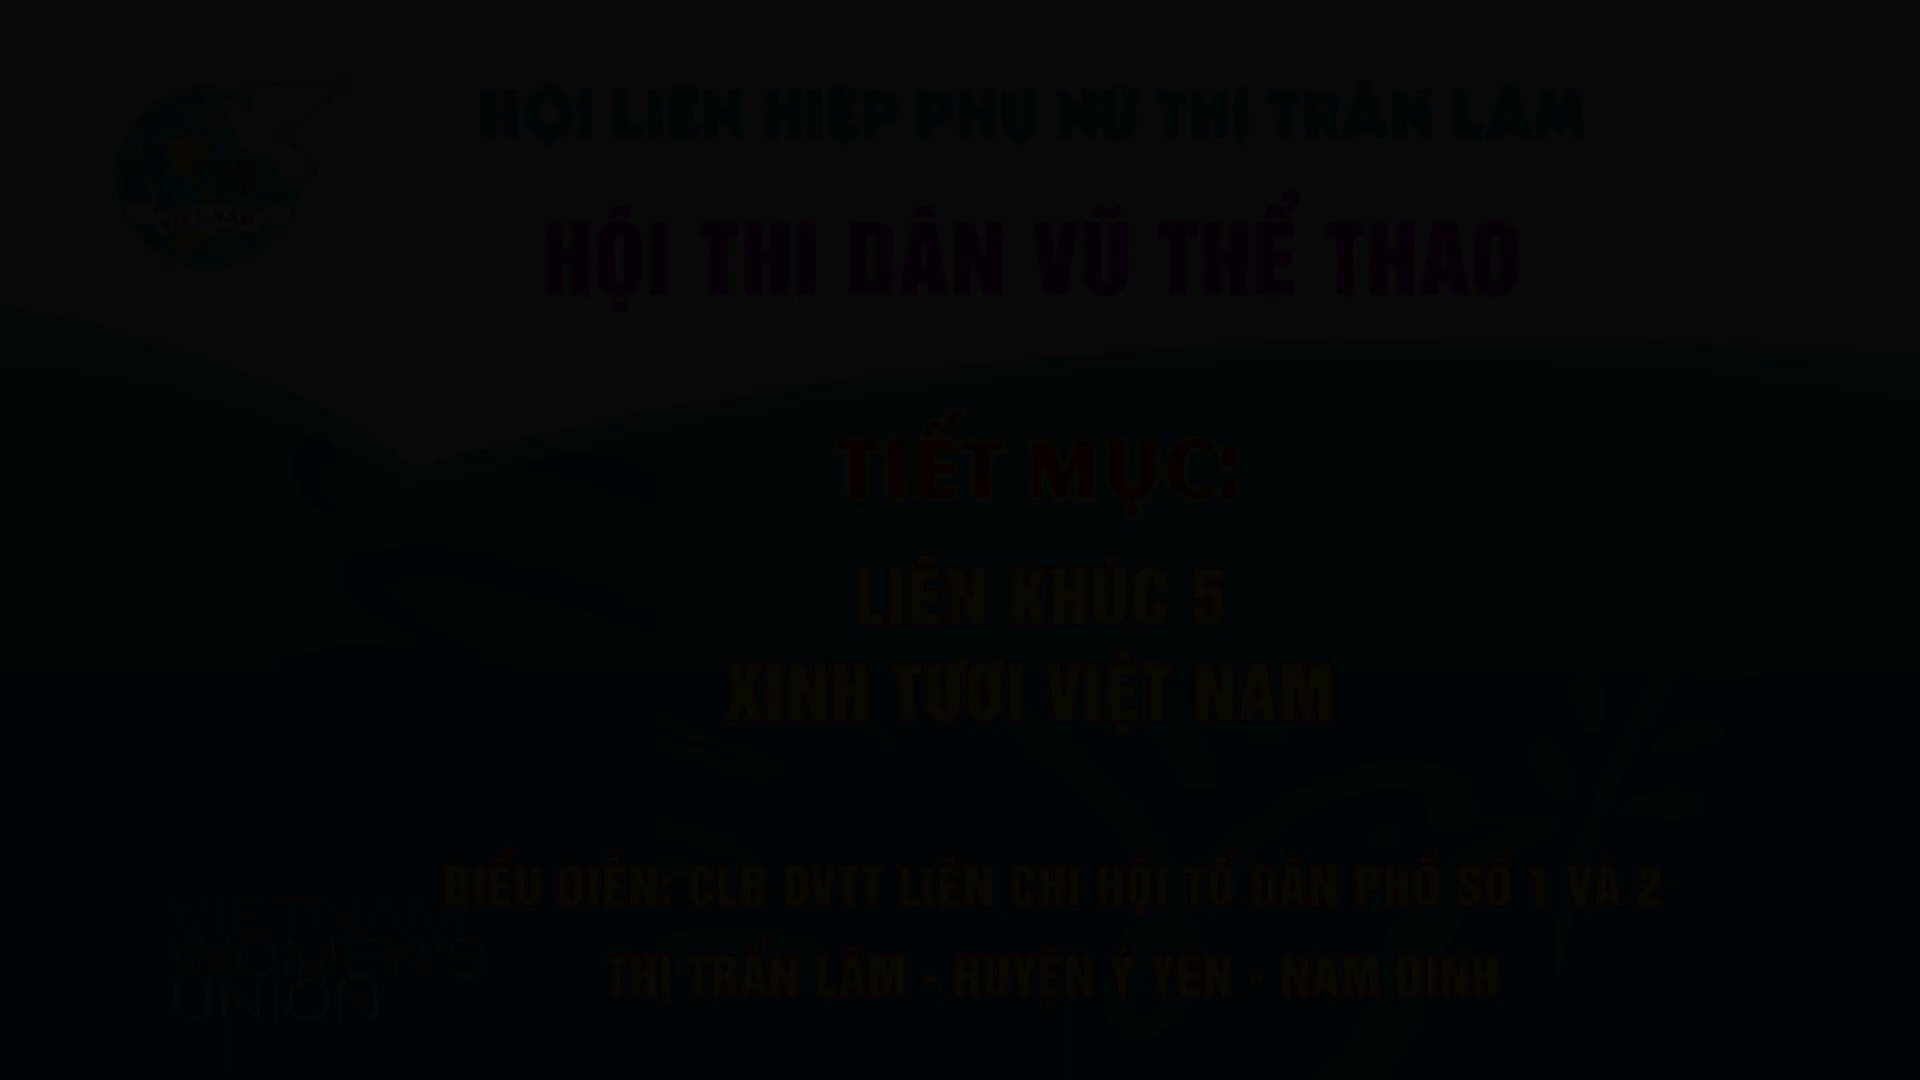 HỘI LIÊN HIỆP PHỤ NỮ THỊ TRẤN LÂM
HỘI THI DÂN VŨ THỂ THAO
VIỆT NAM
TIẾT MỤC:
LIÊN KHÚC 5
XINH TƯƠI VIỆT NAM
BIỂU DIỄN: CLB DVTT LIÊN CHI HỘI TỔ DÂN PHỐ SỐ 1 VÀ 2
THỊ TRẤN LÂM - HUYỆN Ý YÊN - NAM ĐỊNH
WOMEN'S
UNION